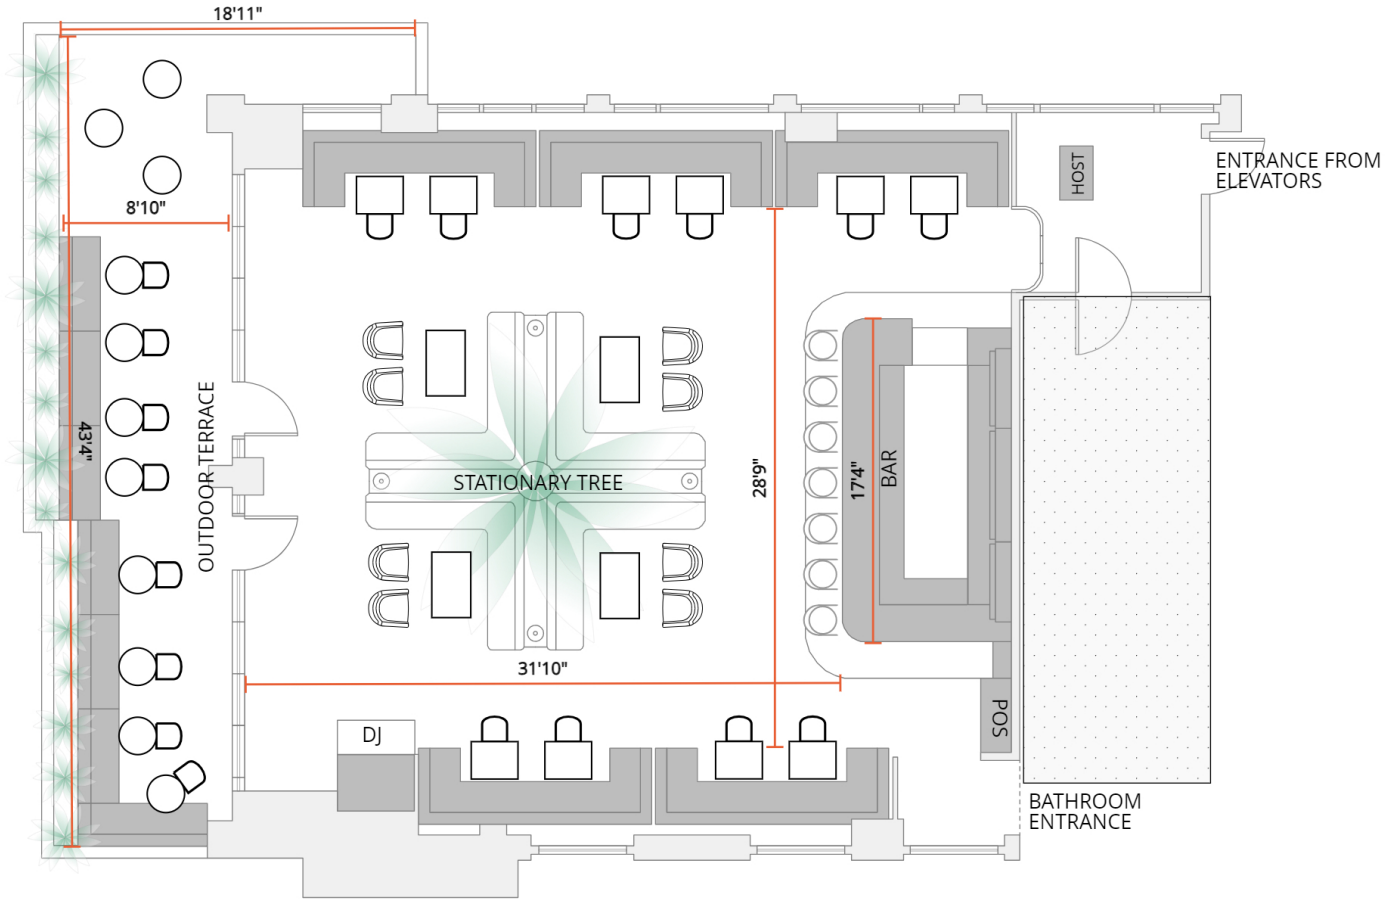 18'11"
HOST
ENTRANCE FROM
ELEVATORS
8'10"
OUTDOOR TERRACE
43'4"
STATIONARY TREE
28'9"
17'4"
BAR
31'10"
DJ
POS
BATHROOM
ENTRANCE